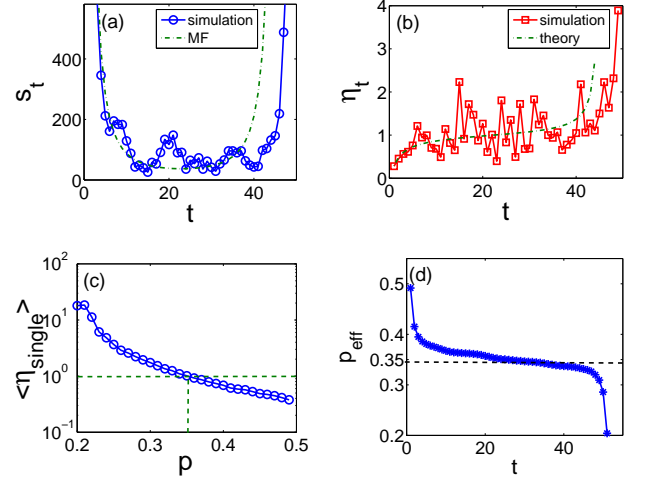 (a)
simulation
MF
s_t
400
200
0
0 20 40
t
(b)
simulation
theory
η_t
4
3
2
1
0
0 20 40
t
(c)
<η_single>
10^2
10^1
10^0
10^-1
0.2 0.3 0.4 0.5
p
(d)
p_eff
0.5
0.4
0.35
0.3
0.2
0 20 40
t